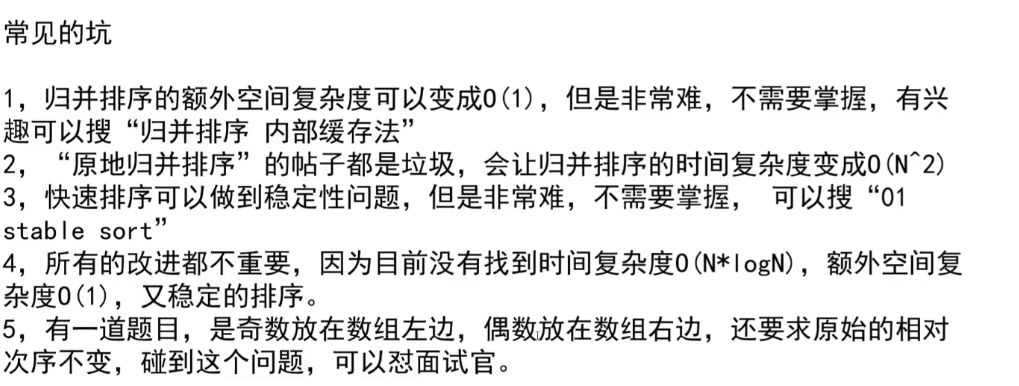 常见的坑
1，归并排序的额外空间复杂度可以变成O(1)，但是非常难，不需要掌握，有兴
趣可以搜“归并排序 内部缓存法”
2，“原地归并排序”的帖子都是垃圾，会让归并排序的时间复杂度变成O(N^2)
3，快速排序可以做到稳定性问题，但是非常难，不需要掌握， 可以搜“01
stable sort”
4，所有的改进都不重要，因为目前没有找到时间复杂度O(N*logN)，额外空间复
杂度O(1)，又稳定的排序。
5，有一道题目，是奇数放在数组左边，偶数放在数组右边，还要求原始的相对
次序不变，碰到这个问题，可以怼面试官。